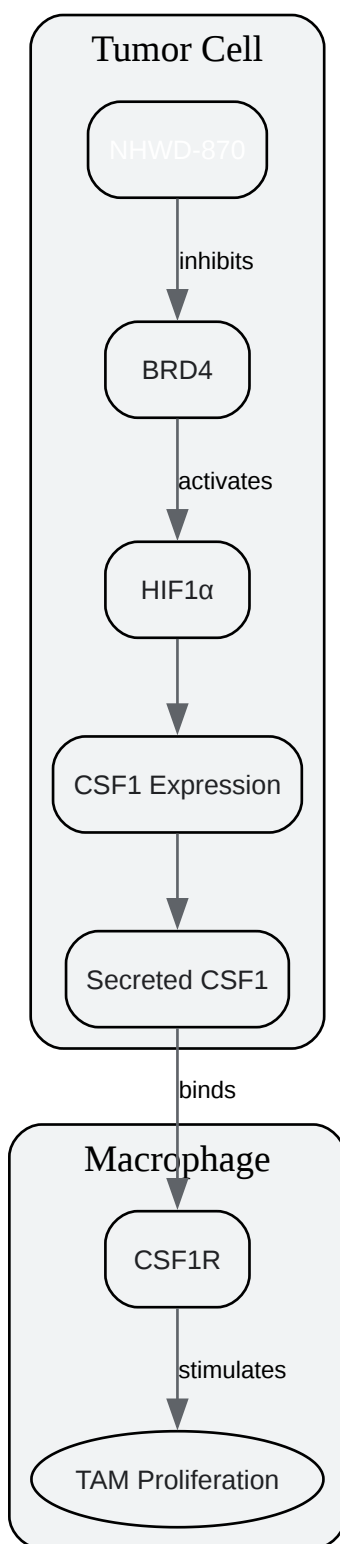 Tumor Cell
NHWD-870
inhibits
BRD4
activates
HIF1α
CSF1 Expression
Secreted CSF1
binds
Macrophage
CSF1R
stimulates
TAM Proliferation